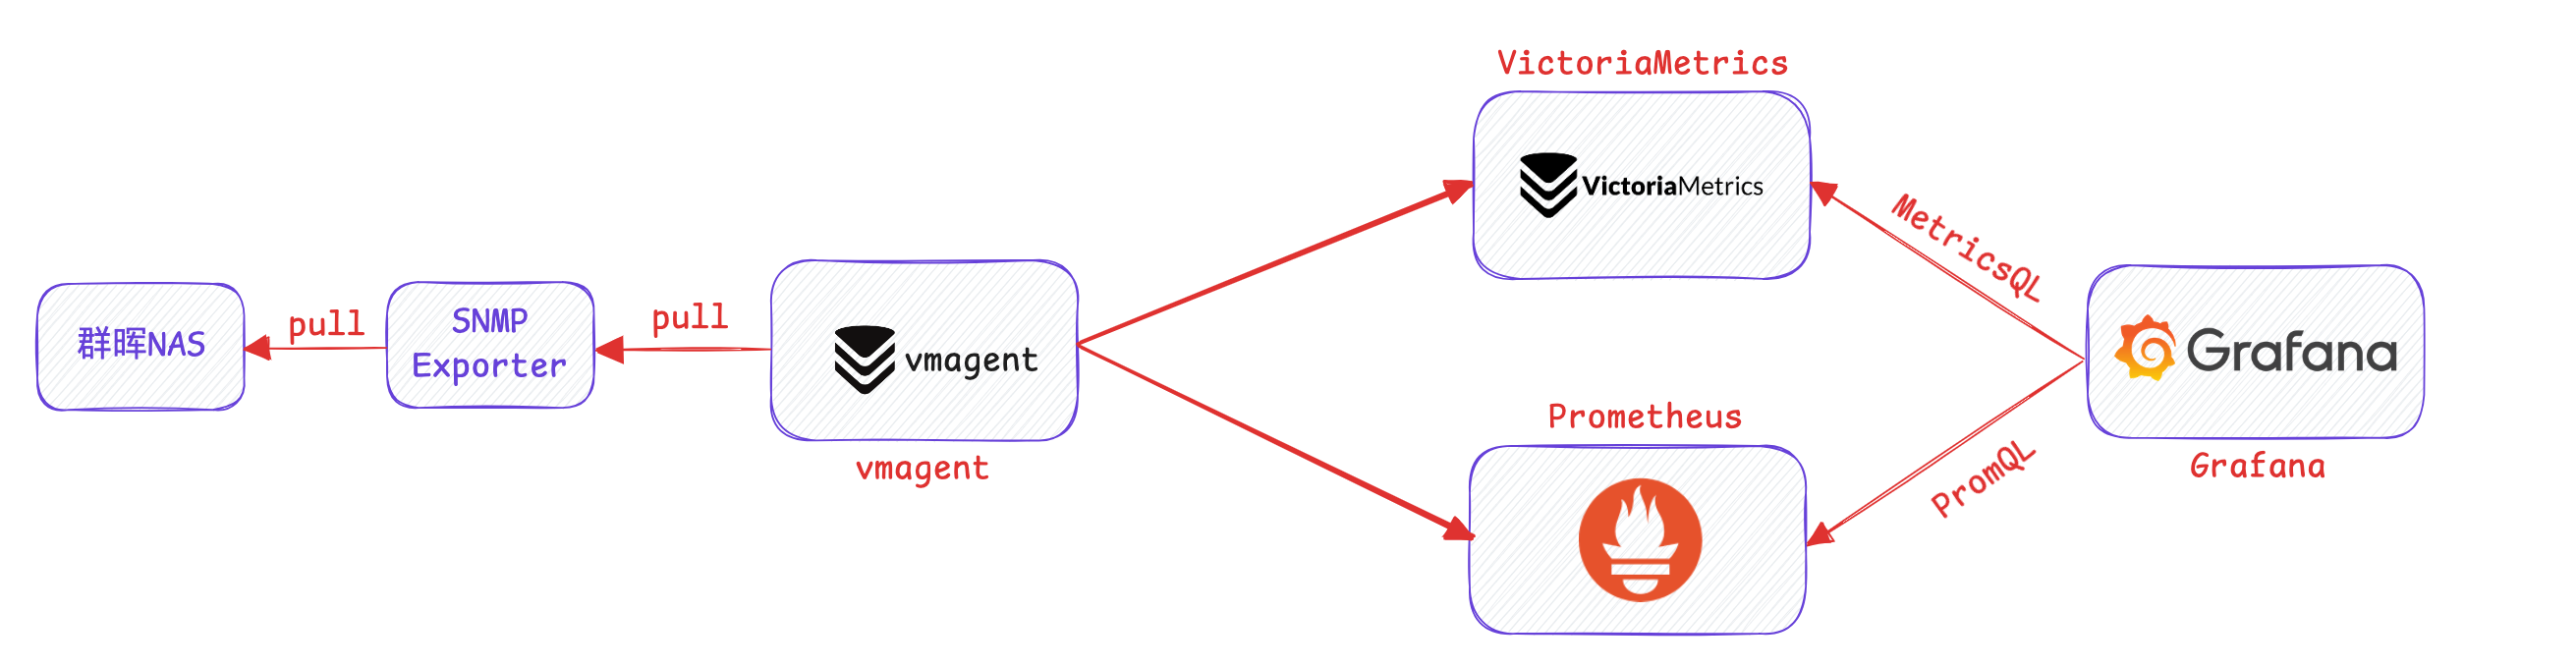 群晖NAS
pull
SNMP
Exporter
pull
vmagent
vmagent
VictoriaMetrics
VictoriaMetrics
Prometheus
MetricsQL
PromQL
Grafana
Grafana